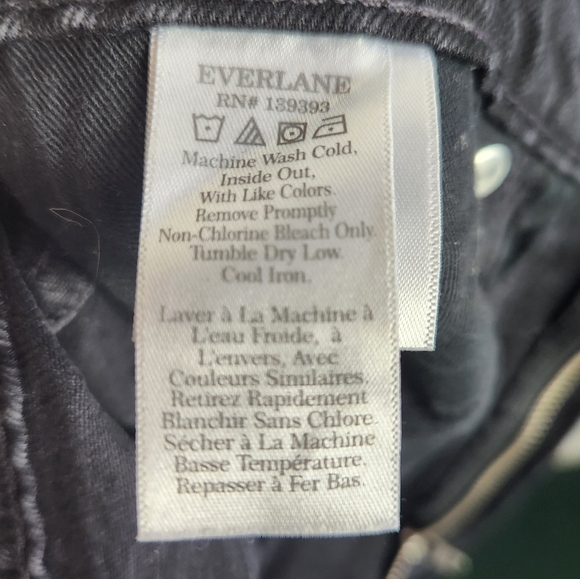 EVERLANE
RN# 139393
Machine Wash Cold,
Inside Out,
With Like Colors.
Remove Promptly
Non-Chlorine Bleach Only.
Tumble Dry Low.
Cool Iron.
Laver à La Machine à
L'eau Froide, à
L'envers, Avec
Couleurs Similaires.
Retirez Rapidement
Blanchir Sans Chlore.
Sécher à La Machine
Basse Température.
Repasser à Fer Bas.